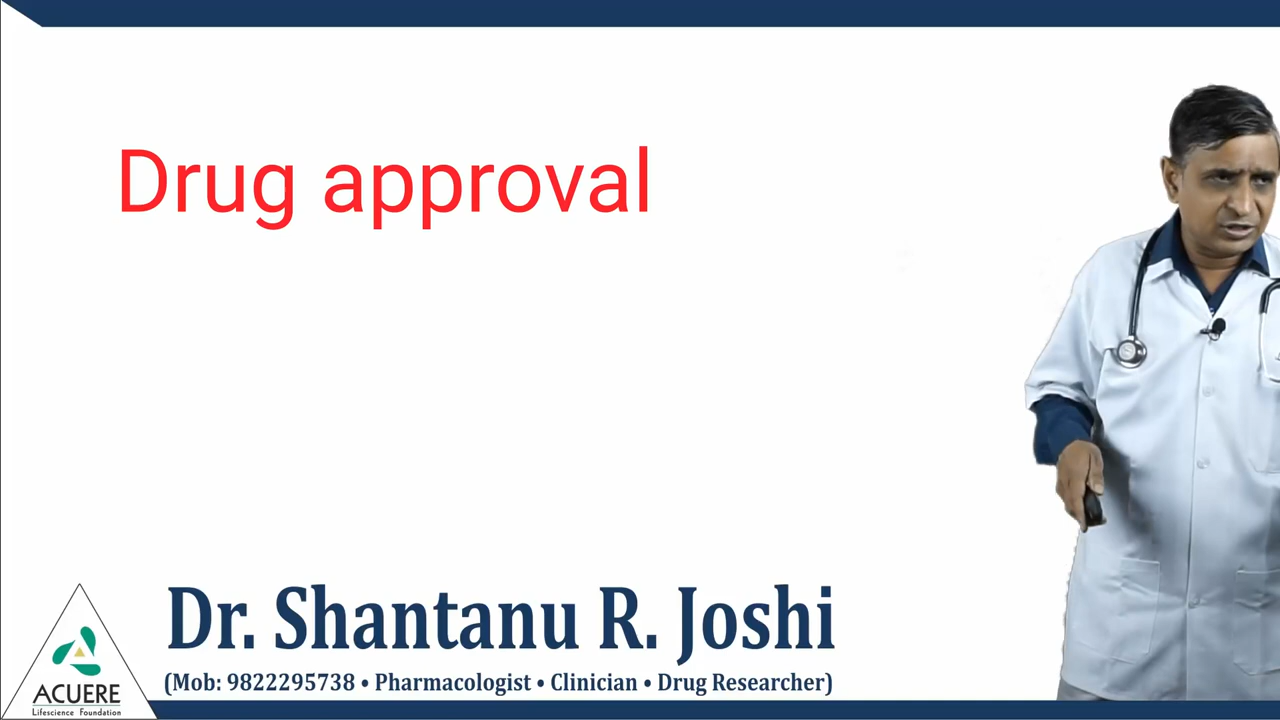 Drug approval
Dr. Shantanu R. Joshi
(Mob: 9822295738 • Pharmacologist • Clinician • Drug Researcher)
ACUERE
Lifescience Foundation